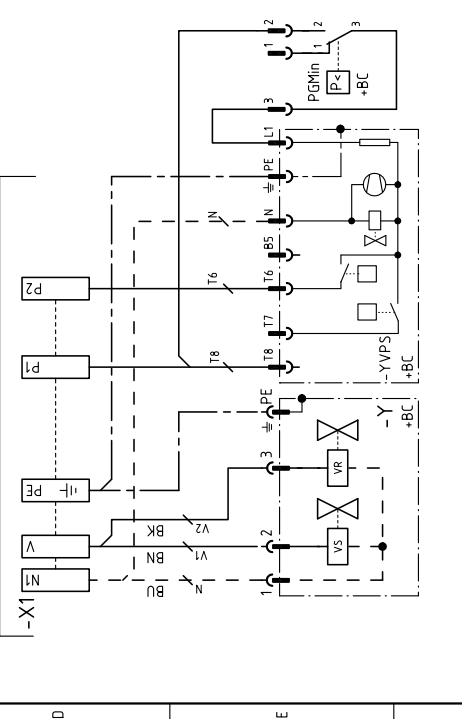 2
1
2
3
1
PGMin
P<
+BC
3
L1
PE
N
N
B5
P2
T6
T6
T7
P1
T8
T8
-YVPS
+BC
PE
-Y
+BC
PE
3
VR
V
BK
V2
BN
V1
2
VS
N1
BU
N
1
-X1
D
E